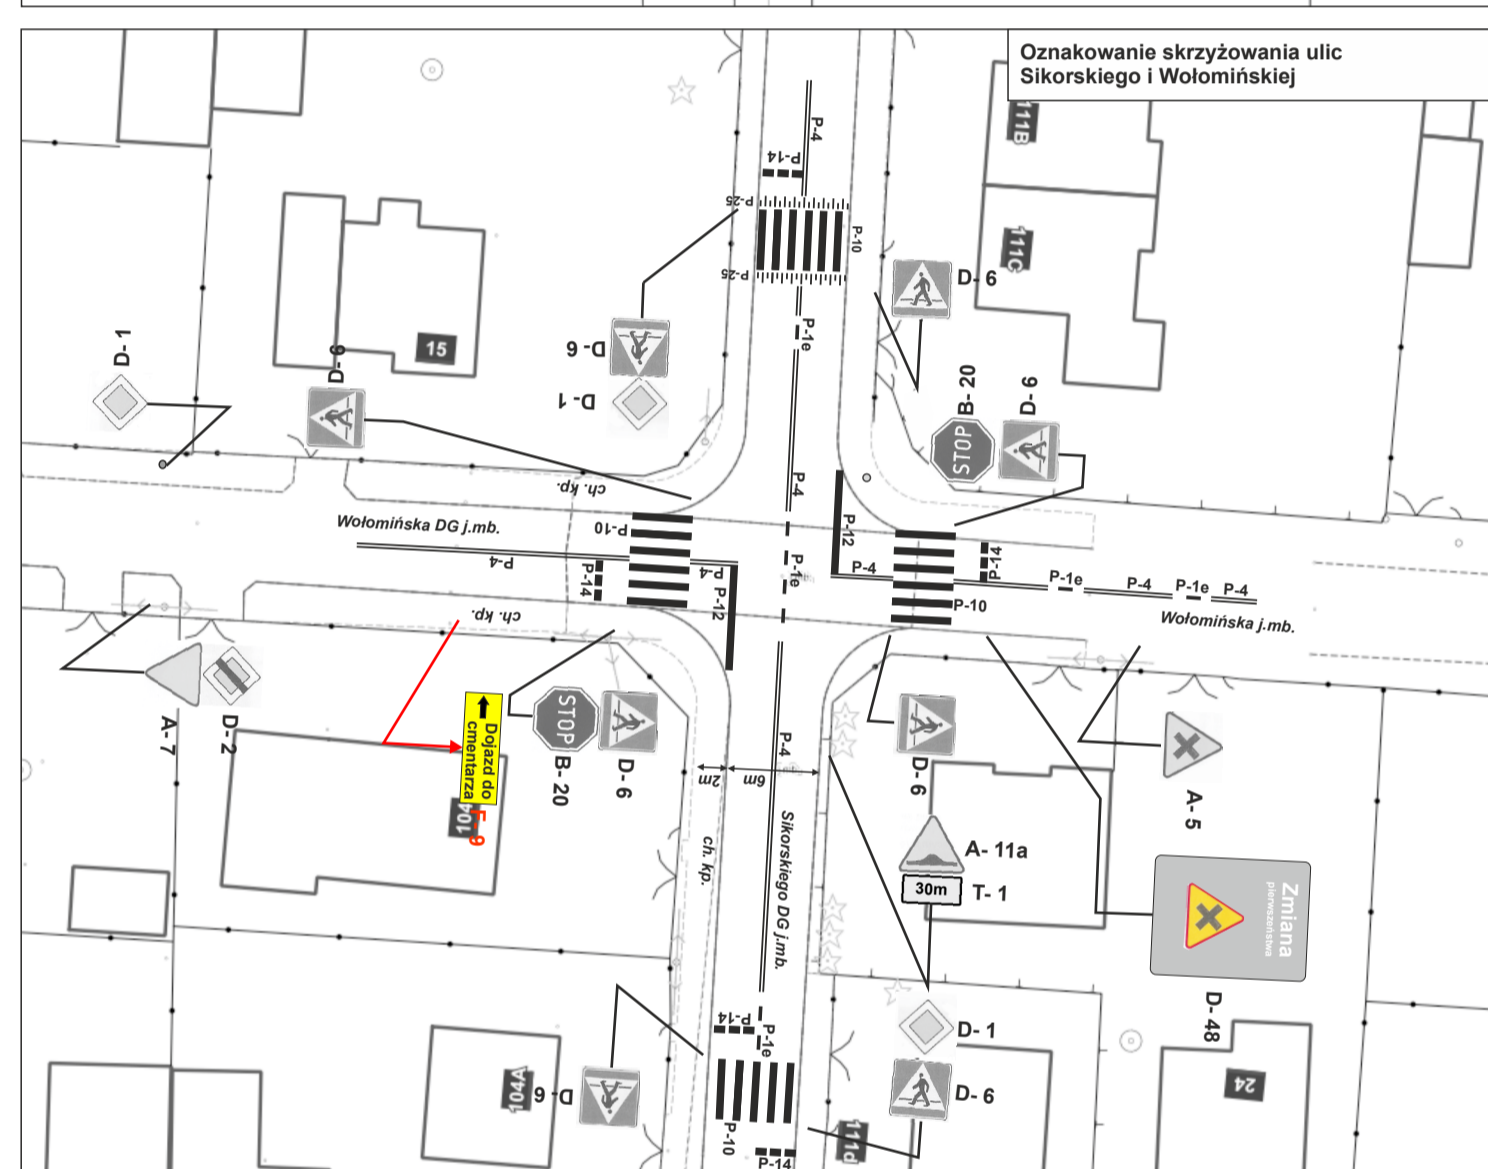 Oznakowanie skrzyżowania ulic
Sikorskiego i Wołomińskiej
111B
P-4
P-14
P-25
P-10
111C
P-25
D- 6
P-1e
D- 1
15
D- 6
D- 6
D- 1
B- 20
D- 6
STOP
P-4
ch. kp.
Wołomińska DG j.mb.
P-10
P-12
P-4
P-14
P-4
P-12
P-1e
P-4
P-14
P-10
P-1e
P-4
P-1e
P-4
Wołomińska j.mb.
ch. kp.
A- 7
D- 2
Dojazd do
cmentarza
F- 9
104
STOP
B- 20
D- 6
P-4
2m
6m
D- 6
A- 5
ch. kp.
Sikorskiego DG j.mb.
A- 11a
30m
T- 1
Zmiana
pierwszeństwa
D- 48
D- 1
P-14
P-1e
104A
D- 6
D- 6
24
P-10
111d
P-14